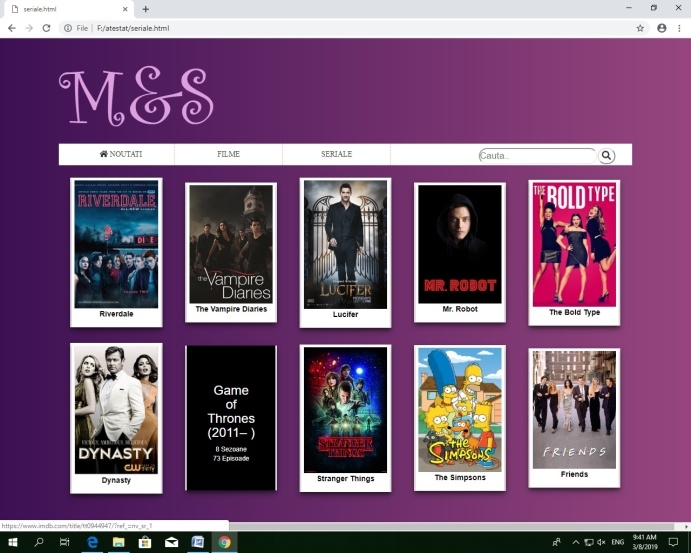 seriale.html
File | F:/atestat/seriale.html
M&S
NOUTATI
FILME
SERIALE
Cauta..
RIVERDALE
Riverdale
the Vampire
Diaries
The Vampire Diaries
LUCIFER
Lucifer
MR. ROBOT
Mr. Robot
THE BOLD TYPE
The Bold Type
DYNASTY
CW
Dynasty
Game
of
Thrones
(2011– )
8 Sezoane
73 Episoade
STRANGER
THINGS
Stranger Things
the
Simpsons
The Simpsons
FRIENDS
Friends
https://www.imdb.com/title/tt0944947/?ref_=nv_sr_1
ENG
9:41 AM
3/8/2019